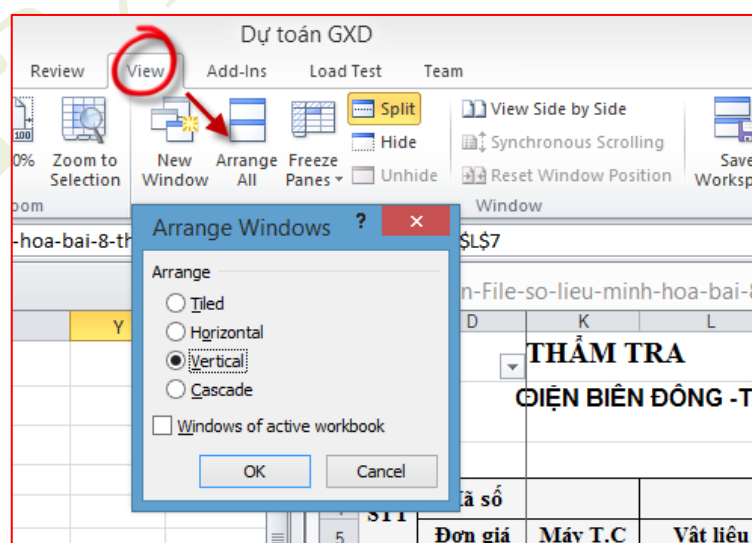 Dự toán GXD
Review View Add-Ins Load Test Team
100
0% Zoom to Selection
New Window
Arrange All
Freeze Panes
Split
Hide
Unhide
View Side by Side
Synchronous Scrolling
Reset Window Position
Save
Worksp
oom
Window
-hoa-bai-8-th
$L$7
Arrange Windows ? ×
Arrange
Tiled
Horizontal
Vertical
Cascade
Windows of active workbook
OK Cancel
n-File-so-lieu-minh-hoa-bai-8
Y D K L
THẨM TRA
ĐIỆN BIÊN ĐÔNG -T
Mã số
STT
5 Đơn giá Máy T.C Vật liệu